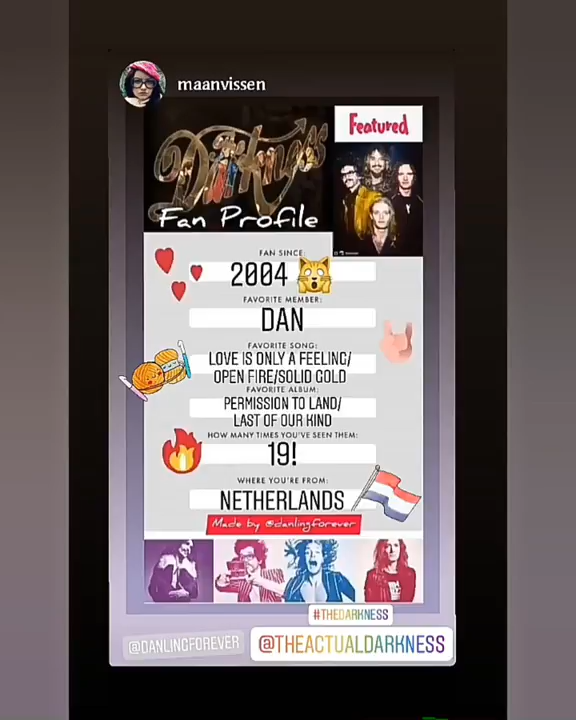 maanvissen
Darkness
Featured
Fan Profile
FAN SINCE:
2004
FAVORITE MEMBER:
DAN
FAVORITE SONG:
LOVE IS ONLY A FEELING/
OPEN FIRE/SOLID GOLD
FAVORITE ALBUM:
PERMISSION TO LAND/
LAST OF OUR KIND
HOW MANY TIMES YOU'VE SEEN THEM:
19!
WHERE YOU'RE FROM:
NETHERLANDS
Made by @danlingforever
#THEDARKNESS
@DANLINGFOREVER
@THEACTUALDARKNESS